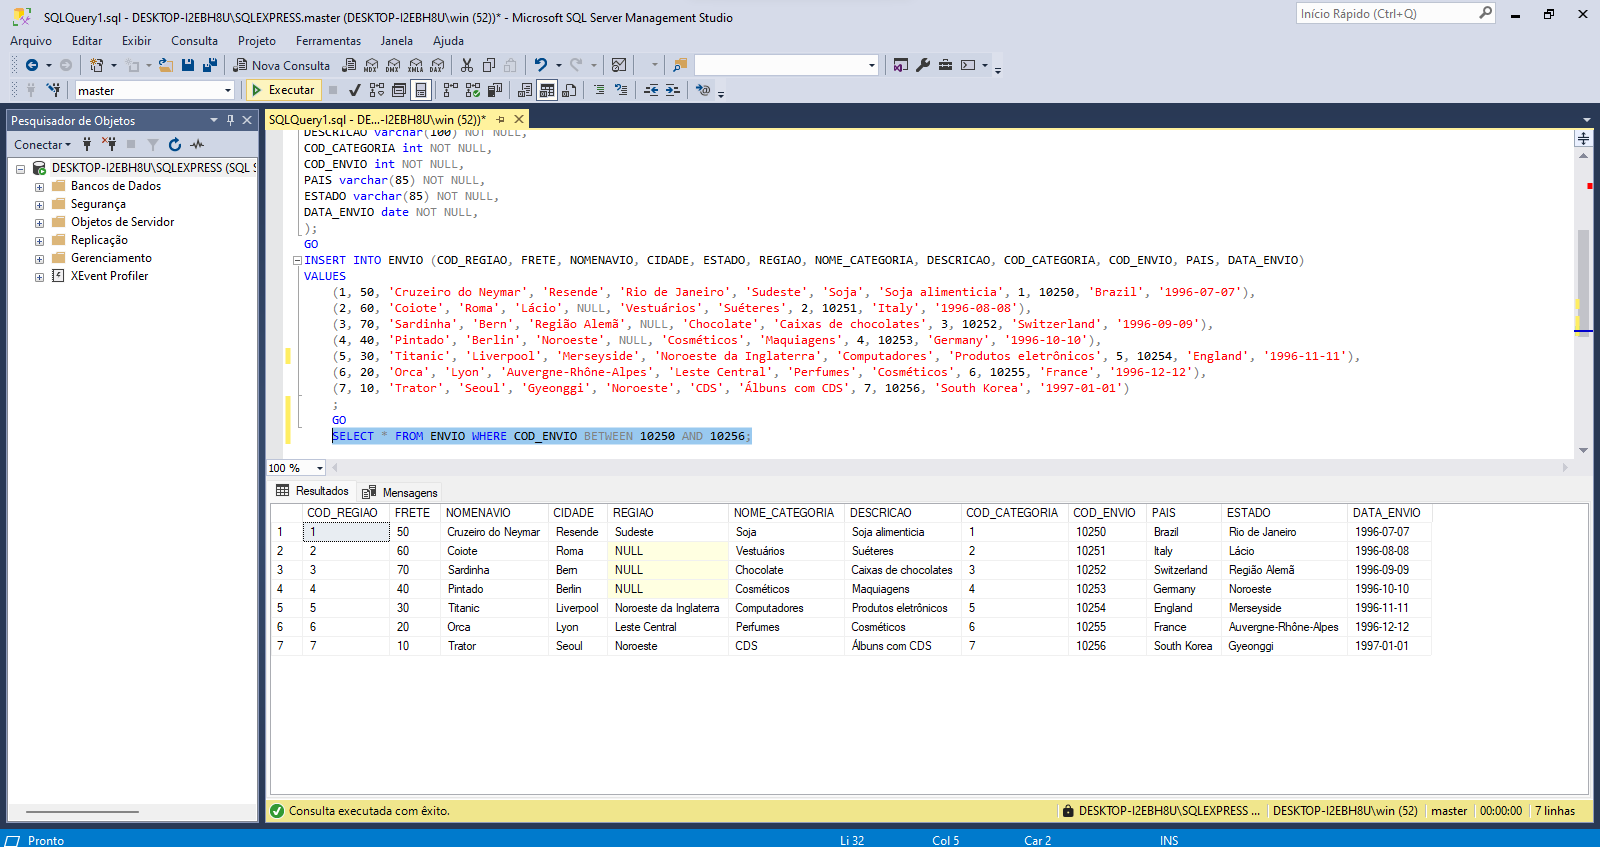 SQLQuery1.sql - DESKTOP-I2EBH8U\SQLEXPRESS.master (DESKTOP-I2EBH8U\win (52))* - Microsoft SQL Server Management Studio
Início Rápido (Ctrl+Q)
Arquivo Editar Exibir Consulta Projeto Ferramentas Janela Ajuda
Nova Consulta MDX DMX XMLA DAX
master Executar
Pesquisador de Objetos
Conectar
DESKTOP-I2EBH8U\SQLEXPRESS (SQL S
Bancos de Dados
Segurança
Objetos de Servidor
Replicação
Gerenciamento
XEvent Profiler
SQLQuery1.sql - DE...-I2EBH8U\win (52))*
DESCRICAO varchar(100) NOT NULL,
COD_CATEGORIA int NOT NULL,
COD_ENVIO int NOT NULL,
PAIS varchar(85) NOT NULL,
ESTADO varchar(85) NOT NULL,
DATA_ENVIO date NOT NULL,
);
GO
INSERT INTO ENVIO (COD_REGIAO, FRETE, NOMENAVIO, CIDADE, ESTADO, REGIAO, NOME_CATEGORIA, DESCRICAO, COD_CATEGORIA, COD_ENVIO, PAIS, DATA_ENVIO)
VALUES
(1, 50, 'Cruzeiro do Neymar', 'Resende', 'Rio de Janeiro', 'Sudeste', 'Soja', 'Soja alimenticia', 1, 10250, 'Brazil', '1996-07-07'),
(2, 60, 'Coiote', 'Roma', 'Lácio', NULL, 'Vestuários', 'Suéteres', 2, 10251, 'Italy', '1996-08-08'),
(3, 70, 'Sardinha', 'Bern', 'Região Alemã', NULL, 'Chocolate', 'Caixas de chocolates', 3, 10252, 'Switzerland', '1996-09-09'),
(4, 40, 'Pintado', 'Berlin', 'Noroeste', NULL, 'Cosméticos', 'Maquiagens', 4, 10253, 'Germany', '1996-10-10'),
(5, 30, 'Titanic', 'Liverpool', 'Merseyside', 'Noroeste da Inglaterra', 'Computadores', 'Produtos eletrônicos', 5, 10254, 'England', '1996-11-11'),
(6, 20, 'Orca', 'Lyon', 'Auvergne-Rhône-Alpes', 'Leste Central', 'Perfumes', 'Cosméticos', 6, 10255, 'France', '1996-12-12'),
(7, 10, 'Trator', 'Seoul', 'Gyeonggi', 'Noroeste', 'CDS', 'Álbuns com CDS', 7, 10256, 'South Korea', '1997-01-01')
;
GO
SELECT * FROM ENVIO WHERE COD_ENVIO BETWEEN 10250 AND 10256;
100 %
Resultados Mensagens
COD_REGIAO FRETE NOMENAVIO CIDADE REGIAO NOME_CATEGORIA DESCRICAO COD_CATEGORIA COD_ENVIO PAIS ESTADO DATA_ENVIO
1 1 50 Cruzeiro do Neymar Resende Sudeste Soja Soja alimenticia 1 10250 Brazil Rio de Janeiro 1996-07-07
2 2 60 Coiote Roma NULL Vestuários Suéteres 2 10251 Italy Lácio 1996-08-08
3 3 70 Sardinha Bern NULL Chocolate Caixas de chocolates 3 10252 Switzerland Região Alemã 1996-09-09
4 4 40 Pintado Berlin NULL Cosméticos Maquiagens 4 10253 Germany Noroeste 1996-10-10
5 5 30 Titanic Liverpool Noroeste da Inglaterra Computadores Produtos eletrônicos 5 10254 England Merseyside 1996-11-11
6 6 20 Orca Lyon Leste Central Perfumes Cosméticos 6 10255 France Auvergne-Rhône-Alpes 1996-12-12
7 7 10 Trator Seoul Noroeste CDS Álbuns com CDS 7 10256 South Korea Gyeonggi 1997-01-01
Consulta executada com êxito. DESKTOP-I2EBH8U\SQLEXPRESS ... DESKTOP-I2EBH8U\win (52) master 00:00:00 7 linhas
Pronto Li 32 Col 5 Car 2 INS